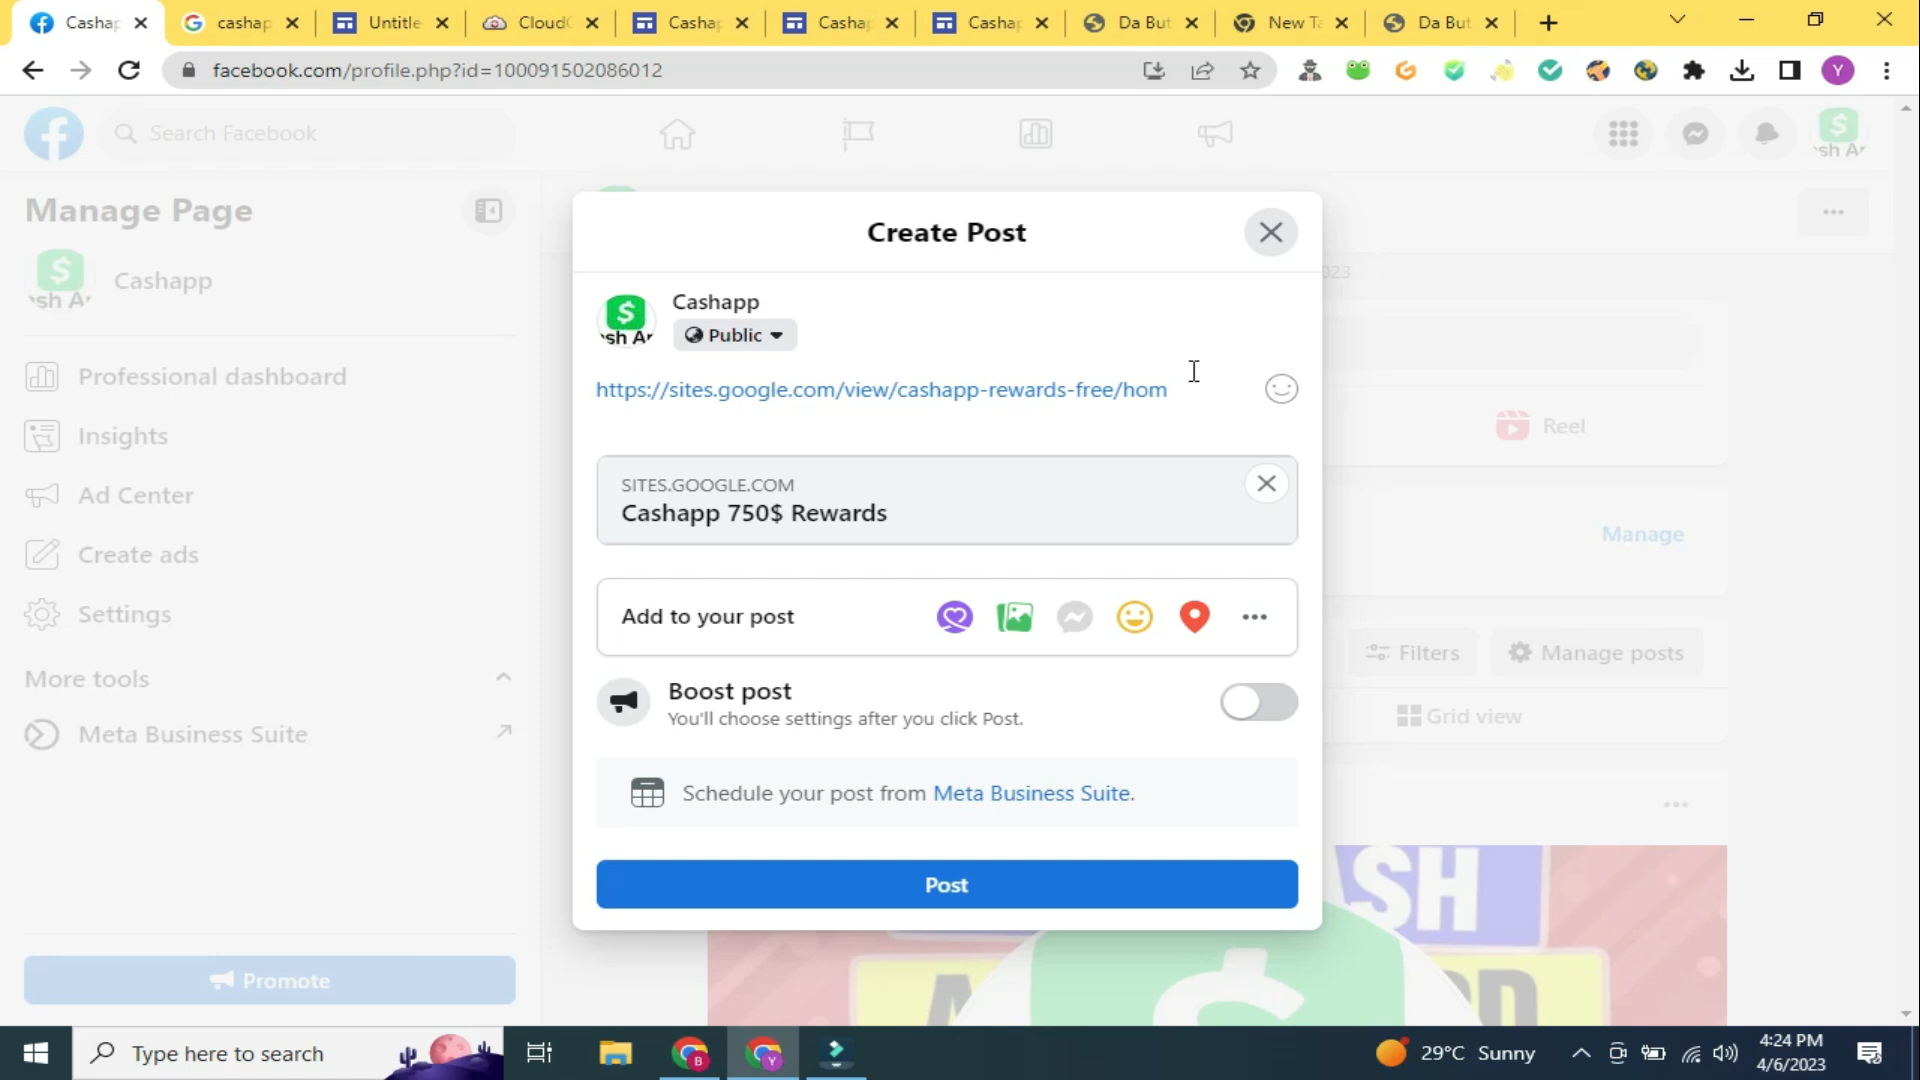 Cashap
cashap
Untitle
CloudC
Cashap
Cashap
Cashap
Da But
New Ta
Da But
facebook.com/profile.php?id=100091502086012
Y
Search Facebook
Manage Page
Cashapp
Professional dashboard
Insights
Ad Center
Create ads
Settings
More tools
Meta Business Suite
Promote
Create Post
Cashapp
Public
https://sites.google.com/view/cashapp-rewards-free/hom
SITES.GOOGLE.COM
Cashapp 750$ Rewards
Add to your post
Boost post
You'll choose settings after you click Post.
Schedule your post from Meta Business Suite.
Post
023
Reel
Manage
Filters
Manage posts
Grid view
Type here to search
B
Y
29°C Sunny
4:24 PM
4/6/2023